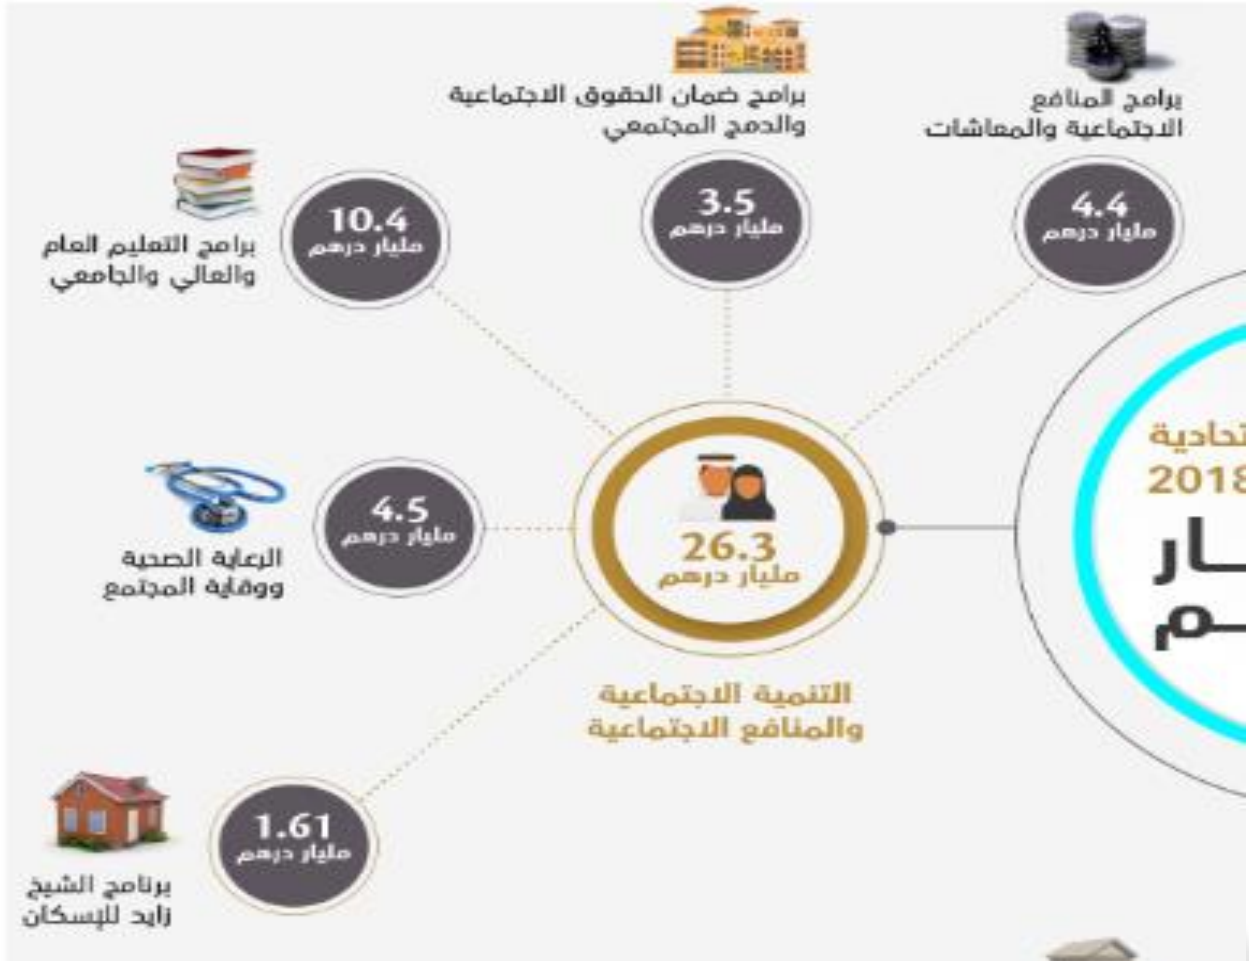 برامج المنافع
الاجتماعية والمعاشات
4.4
مليار درهم
برامج ضمان الحقوق الاجتماعية
والدمج المجتمعي
3.5
مليار درهم
برامج التعليم العام
والعالي والجامعي
10.4
مليار درهم
الرعاية الصحية
ووقاية المجتمع
4.5
مليار درهم
برنامج الشيخ
زايد للإسكان
1.61
مليار درهم
26.3
مليار درهم
التنمية الاجتماعية
والمنافع الاجتماعية
2018